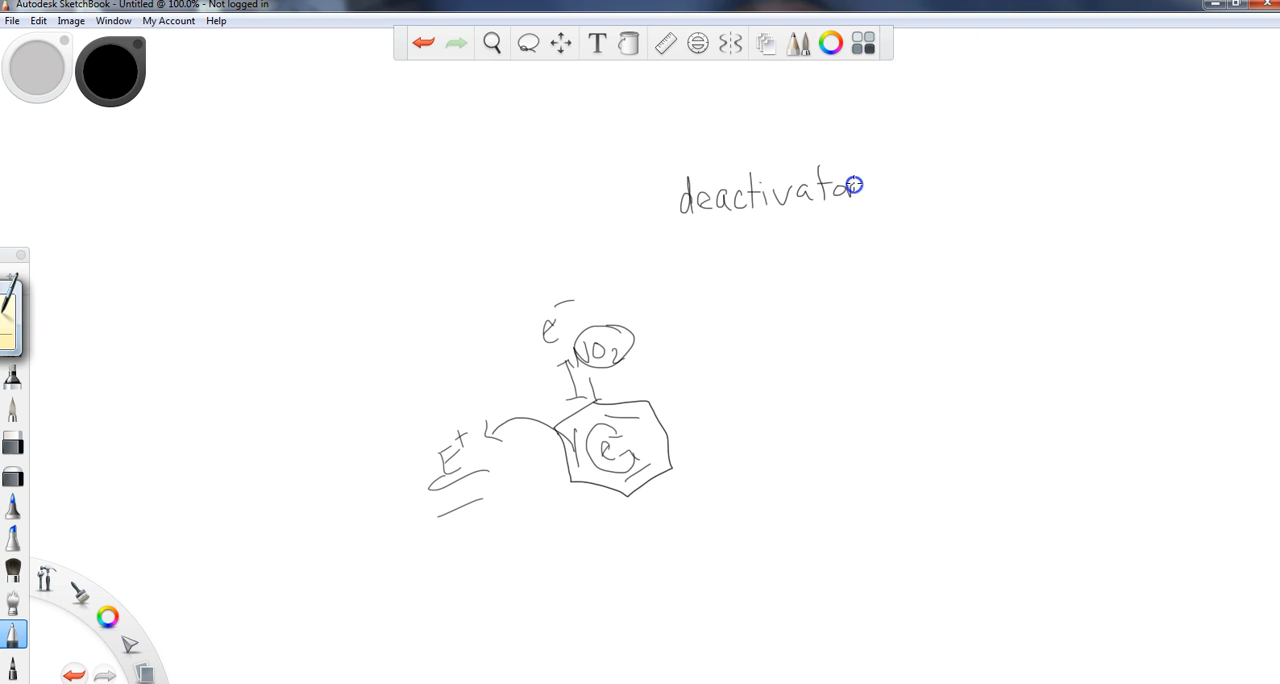 Autodesk SketchBook - Untitled @ 100.0% - Not logged in
File Edit Image Window My Account Help
T
deactivator
e⁻
NO₂
E⁺
e⁻